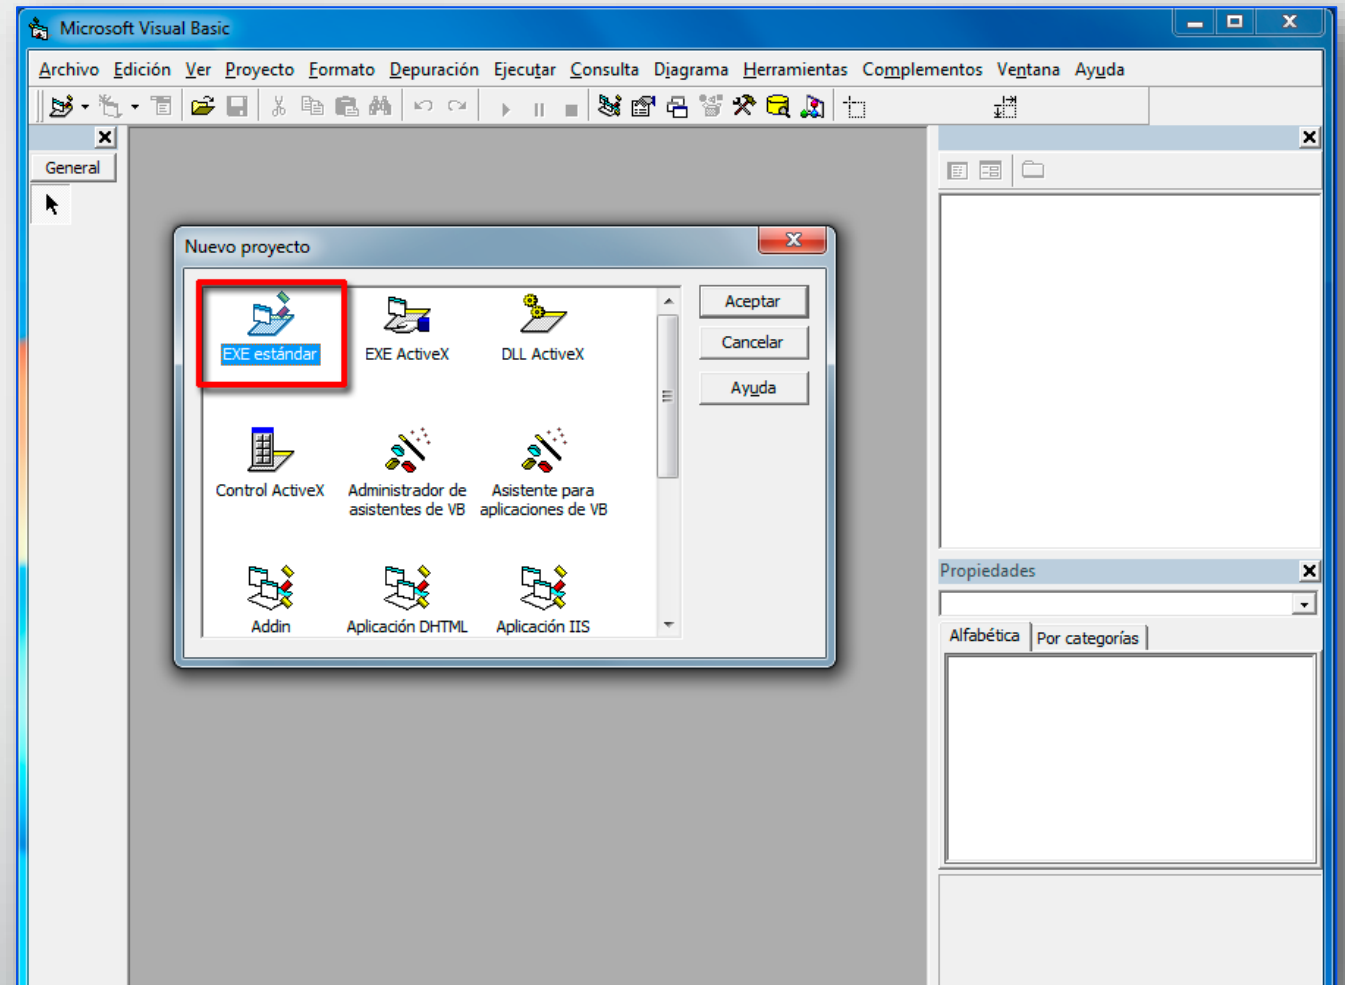 Microsoft Visual Basic
Archivo Edición Ver Proyecto Formato Depuración Ejecutar Consulta Diagrama Herramientas Complementos Ventana Ayuda
General
Nuevo proyecto
EXE estándar EXE ActiveX DLL ActiveX
Aceptar
Cancelar
Ayuda
Control ActiveX Administrador de asistentes de VB Asistente para aplicaciones de VB
Addin Aplicación DHTML Aplicación IIS
Propiedades
Alfabética Por categorías